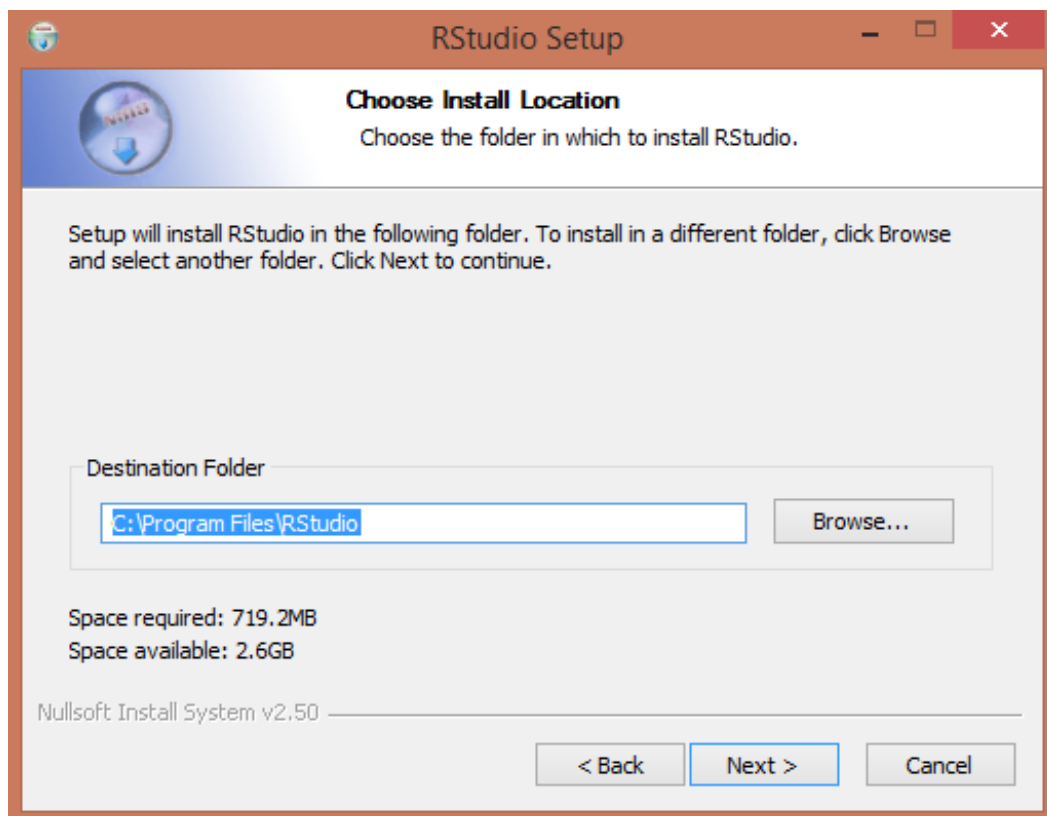 RStudio Setup
Choose Install Location
Choose the folder in which to install RStudio.
Setup will install RStudio in the following folder. To install in a different folder, click Browse
and select another folder. Click Next to continue.
Destination Folder
C:\Program Files\RStudio
Browse...
Space required: 719.2MB
Space available: 2.6GB
Nullsoft Install System v2.50
< Back
Next >
Cancel